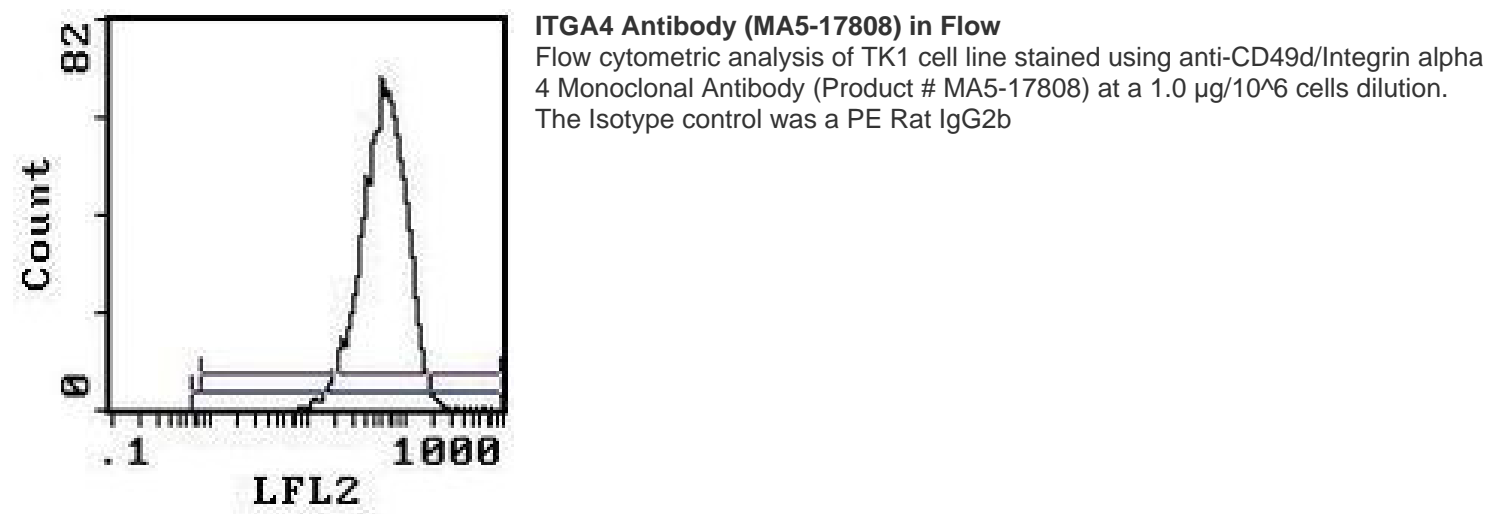 82
Count
0
.1
1000
LFL2
ITGA4 Antibody (MA5-17808) in Flow
Flow cytometric analysis of TK1 cell line stained using anti-CD49d/Integrin alpha
4 Monoclonal Antibody (Product # MA5-17808) at a 1.0 µg/10^6 cells dilution.
The Isotype control was a PE Rat IgG2b